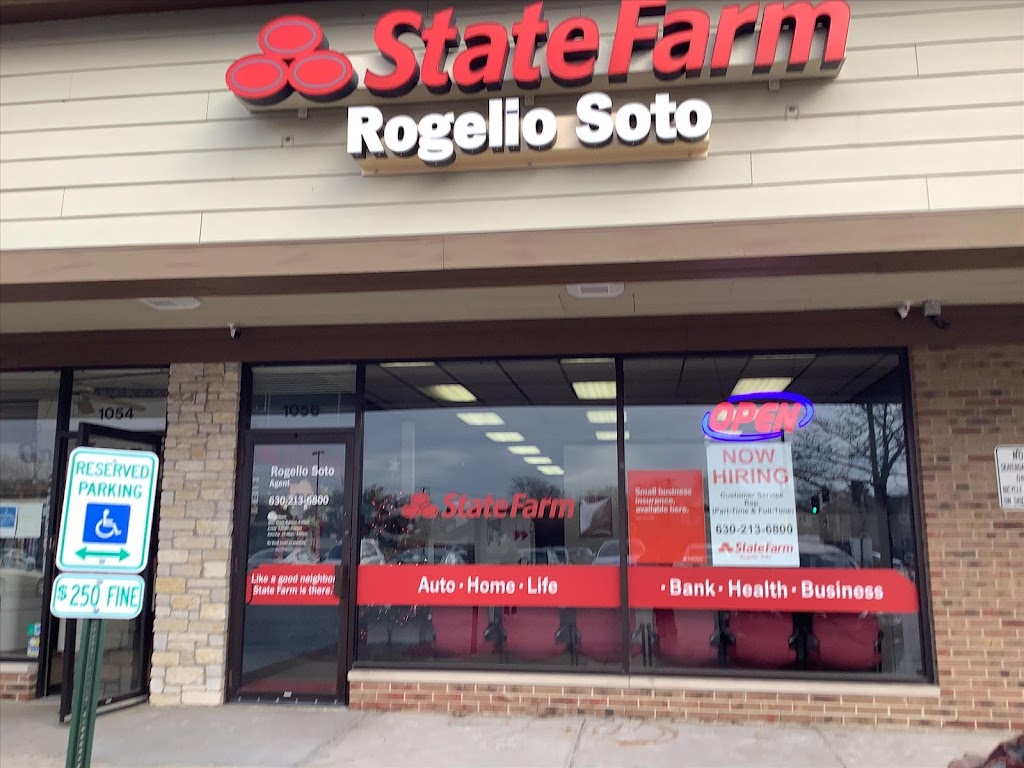 State Farm
Rogelio Soto
1054
1056
RESERVED
PARKING
$250 FINE
Rogelio Soto
Agent
630-213-6800
Like a good neighbor
State Farm is there.
State Farm
Auto · Home · Life
Small business
insurance,
available here.
OPEN
NOW
HIRING
Customer Service
Rep
(Part-Time & Full-Time)
630-213-6800
State Farm
Rogelio Soto
· Bank · Health · Business